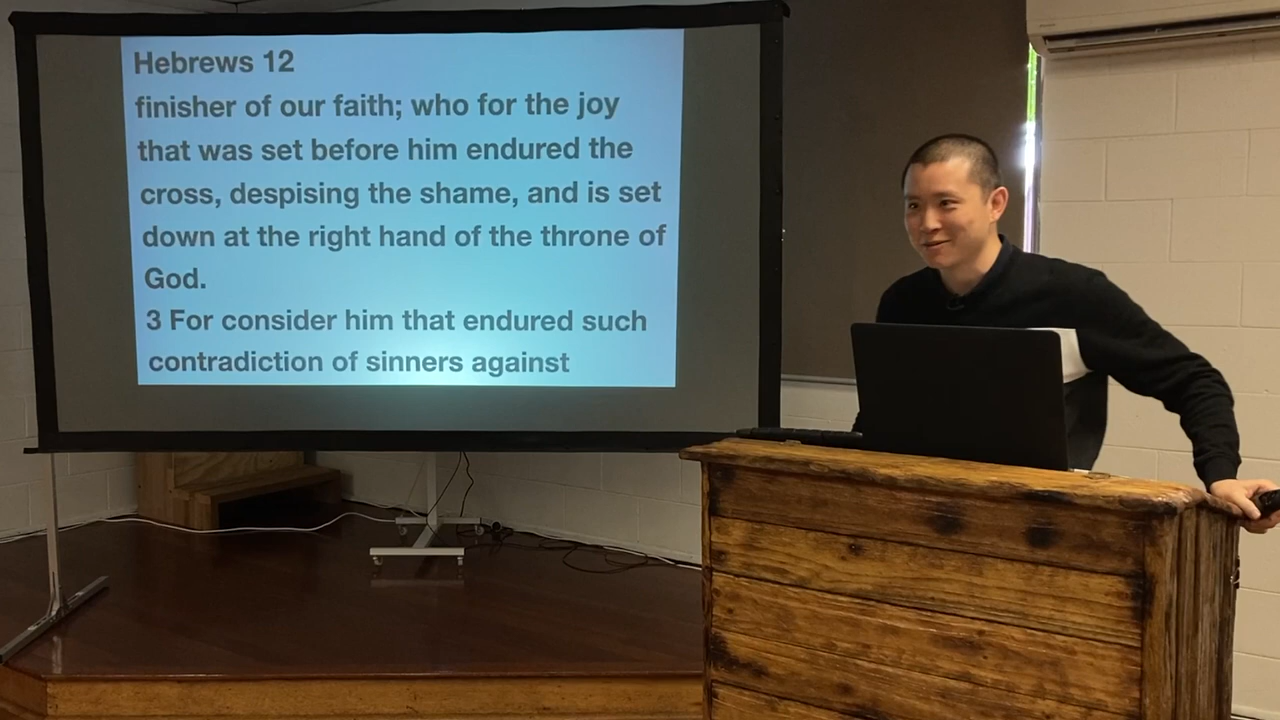 Hebrews 12
finisher of our faith; who for the joy
that was set before him endured the
cross, despising the shame, and is set
down at the right hand of the throne of
God.
3 For consider him that endured such
contradiction of sinners against